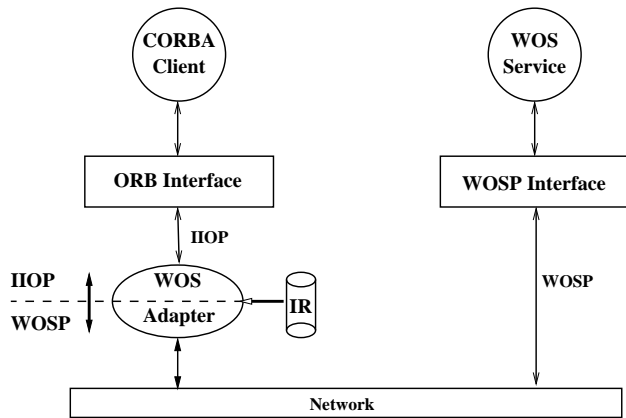 CORBA
Client
WOS
Service
ORB Interface
WOSP Interface
IIOP
WOSP
IIOP
WOSP
WOS
Adapter
IR
Network